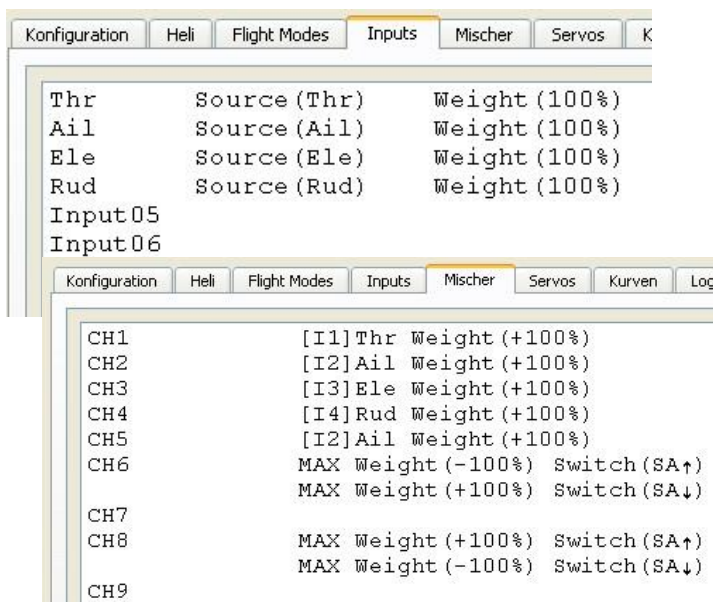 Konfiguration Heli Flight Modes Inputs Mischer Servos K
Thr Source(Thr) Weight(100%)
Ail Source(Ail) Weight(100%)
Ele Source(Ele) Weight(100%)
Rud Source(Rud) Weight(100%)
Input05
Input06
Konfiguration Heli Flight Modes Inputs Mischer Servos Kurven Log
CH1 [I1]Thr Weight(+100%)
CH2 [I2]Ail Weight(+100%)
CH3 [I3]Ele Weight(+100%)
CH4 [I4]Rud Weight(+100%)
CH5 [I2]Ail Weight(+100%)
CH6 MAX Weight(-100%) Switch(SA↑)
MAX Weight(+100%) Switch(SA↓)
CH7
CH8 MAX Weight(+100%) Switch(SA↑)
MAX Weight(-100%) Switch(SA↓)
CH9